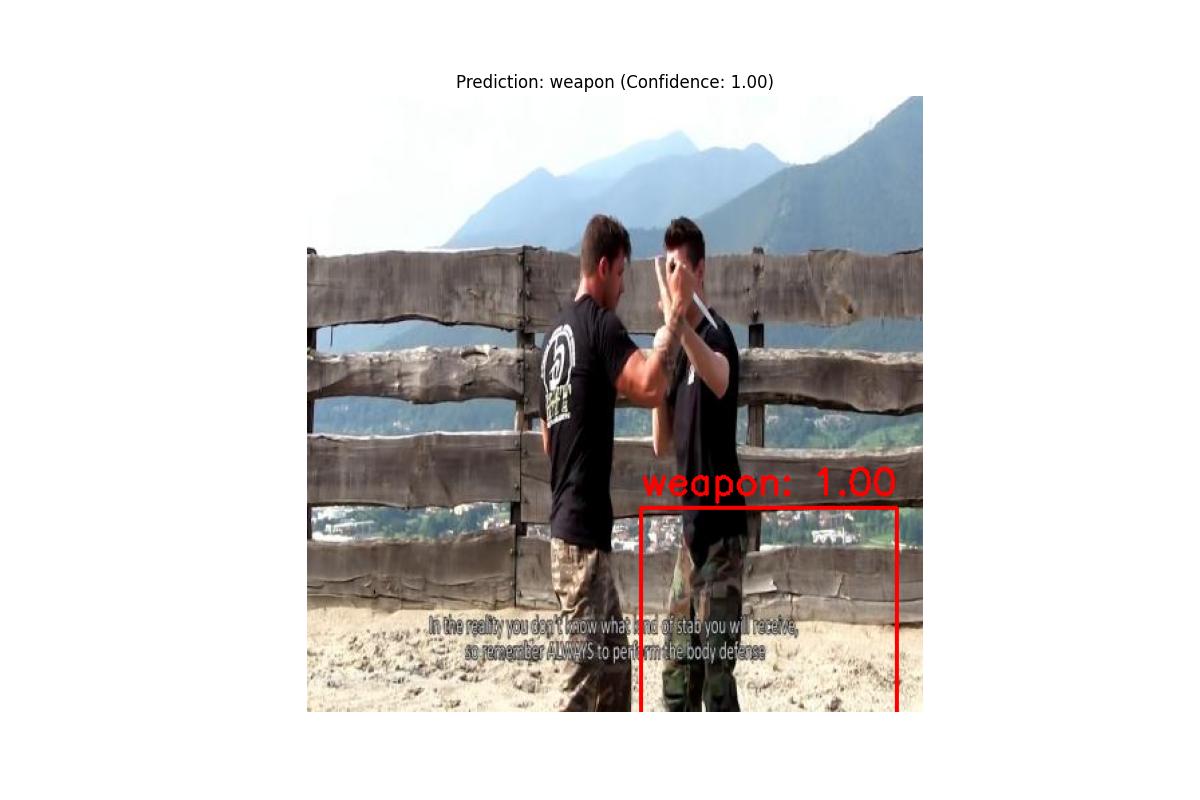 Prediction: weapon (Confidence: 1.00)
weapon: 1.00
In the reality you don't know what kind of stab you will receive,
so remember ALWAYS to perform the body defense